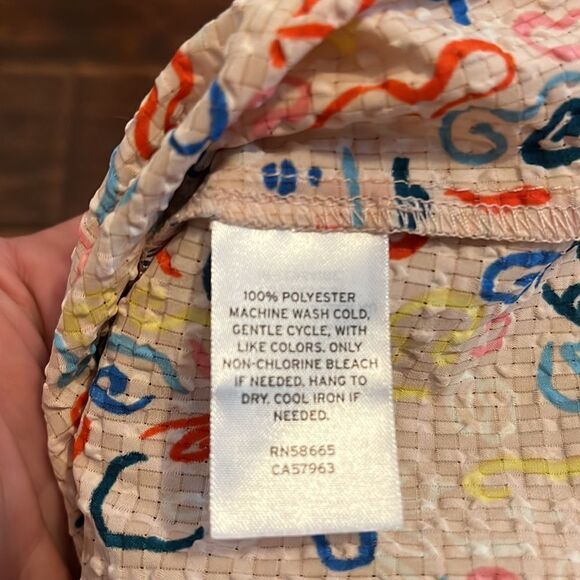 100% POLYESTER
MACHINE WASH COLD,
GENTLE CYCLE, WITH
LIKE COLORS. ONLY
NON-CHLORINE BLEACH
IF NEEDED. HANG TO
DRY. COOL IRON IF
NEEDED.
RN58665
CA57963